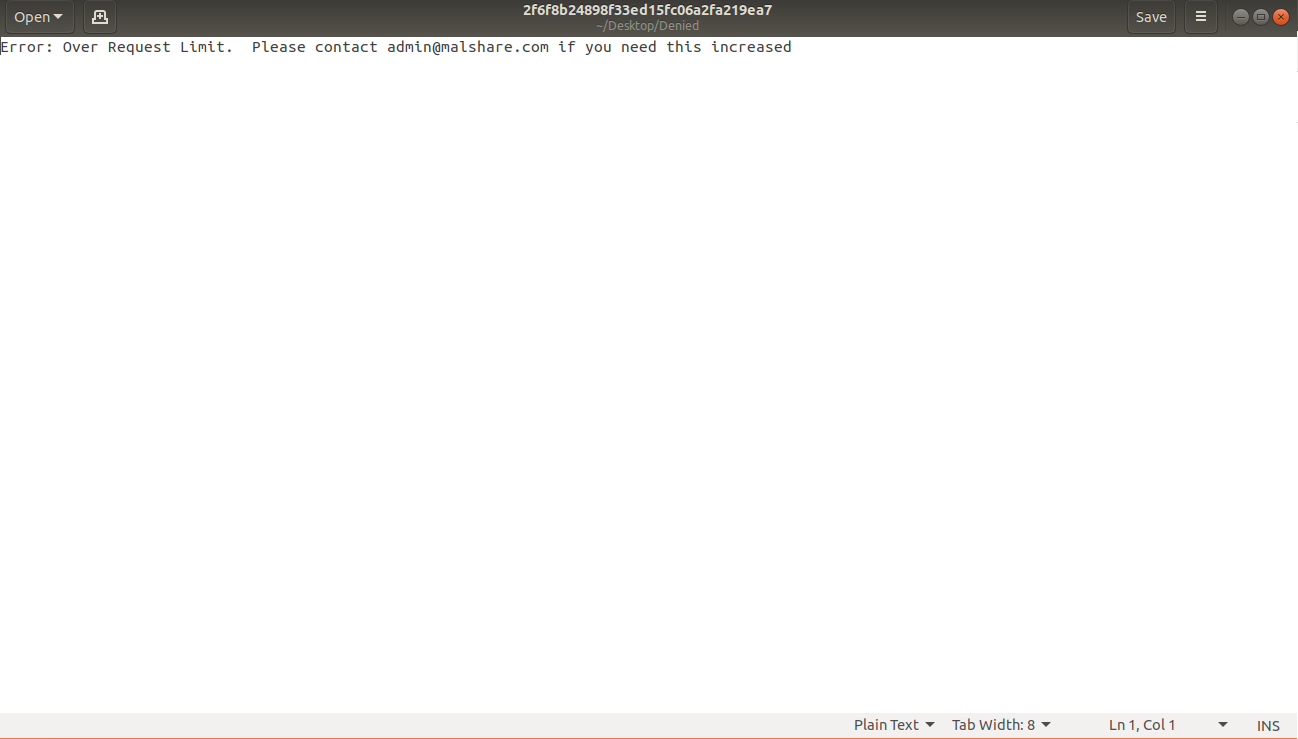 Open
2f6f8b24898f33ed15fc06a2fa219ea7
~/Desktop/Denied
Save
Error: Over Request Limit.  Please contact admin@malshare.com if you need this increased
Plain Text
Tab Width: 8
Ln 1, Col 1
INS